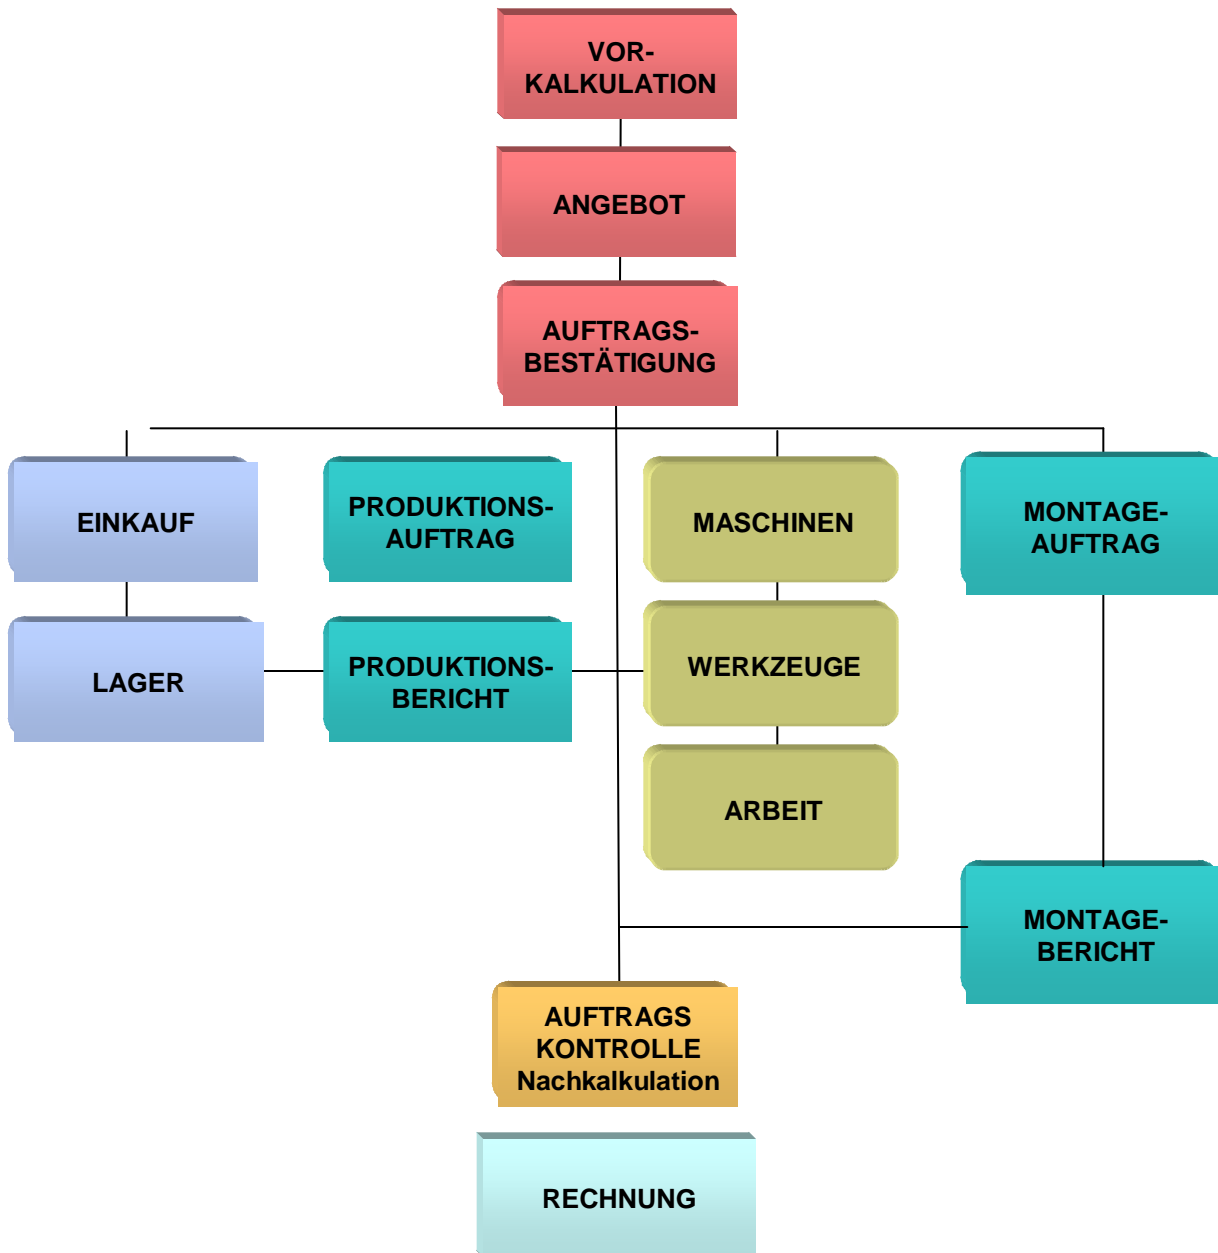 VOR-
KALKULATION
ANGEBOT
AUFTRAGS-
BESTÄTIGUNG
EINKAUF
PRODUKTIONS-
AUFTRAG
MASCHINEN
MONTAGE-
AUFTRAG
LAGER
PRODUKTIONS-
BERICHT
WERKZEUGE
ARBEIT
MONTAGE-
BERICHT
AUFTRAGS
KONTROLLE
Nachkalkulation
RECHNUNG